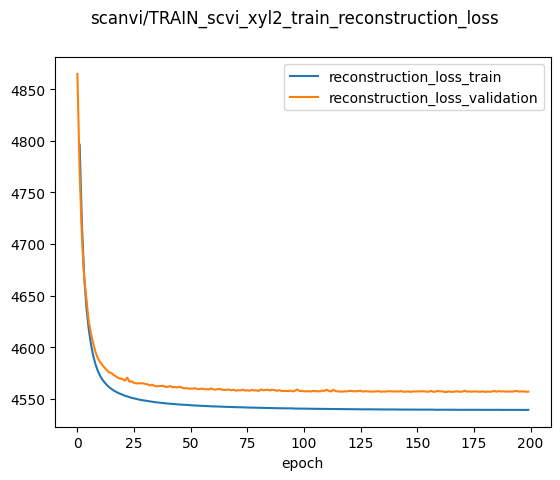 scanvi/TRAIN_scvi_xyl2_train_reconstruction_loss
reconstruction_loss_train
reconstruction_loss_validation
4850
4800
4750
4700
4650
4600
4550
0 25 50 75 100 125 150 175 200
epoch